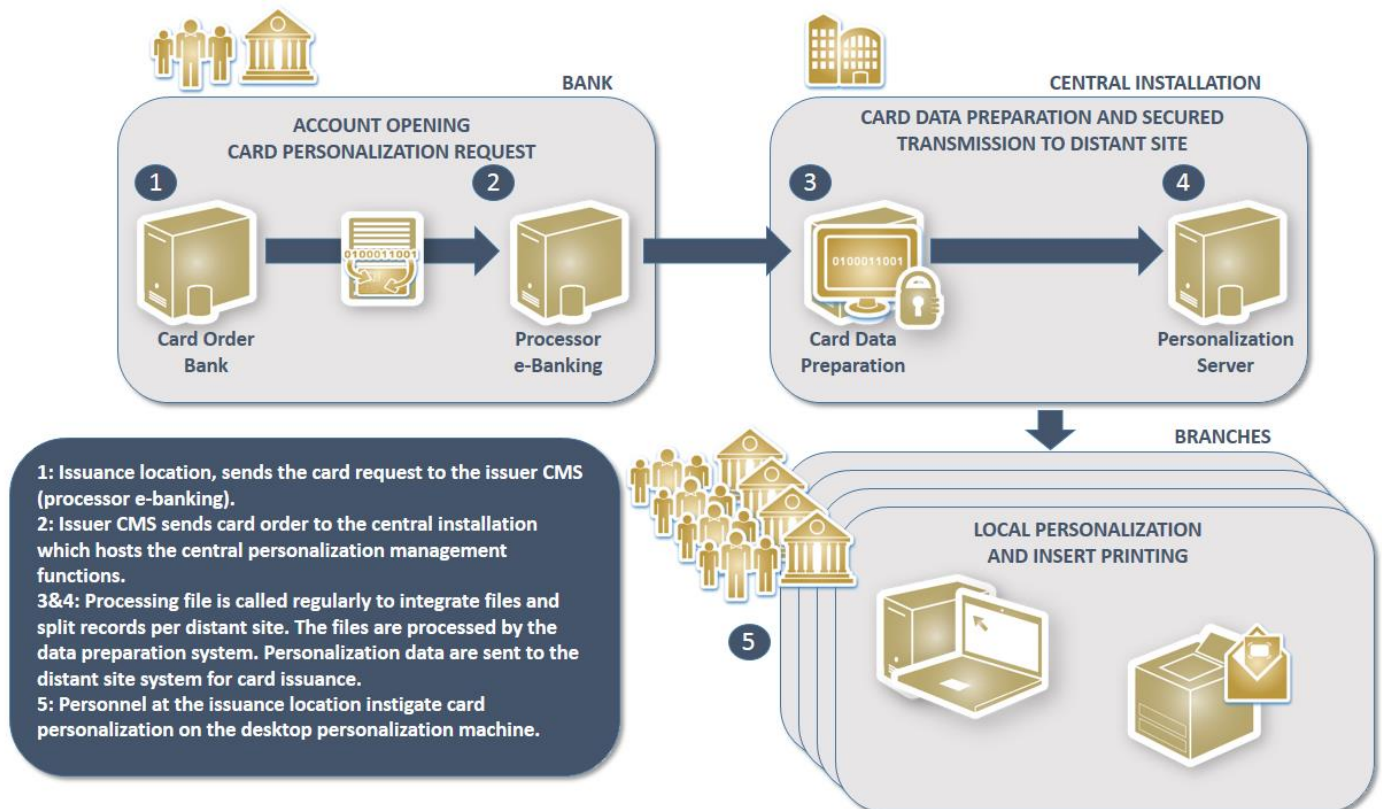 BANK
ACCOUNT OPENING
CARD PERSONALIZATION REQUEST
1
2
0100011001
Card Order
Bank
Processor
e-Banking
CENTRAL INSTALLATION
CARD DATA PREPARATION AND SECURED
TRANSMISSION TO DISTANT SITE
3
4
0100011001
Card Data
Preparation
Personalization
Server
1: Issuance location, sends the card request to the issuer CMS
(processor e-banking).
2: Issuer CMS sends card order to the central installation
which hosts the central personalization management
functions.
3&4: Processing file is called regularly to integrate files and
split records per distant site. The files are processed by the
data preparation system. Personalization data are sent to the
distant site system for card issuance.
5: Personnel at the issuance location instigate card
personalization on the desktop personalization machine.
BRANCHES
LOCAL PERSONALIZATION
AND INSERT PRINTING
5